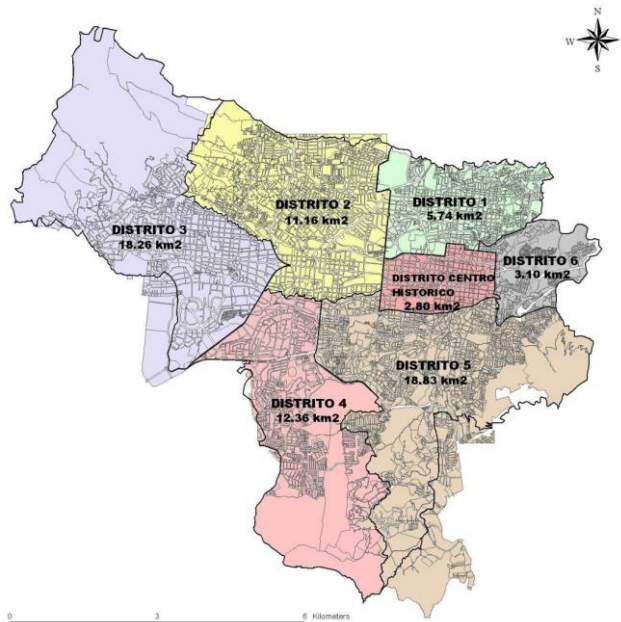 N
W
S
DISTRITO 2
11.16 km2
DISTRITO 1
5.74 km2
DISTRITO 3
18.26 km2
DISTRITO 6
3.10 km2
DISTRITO CENTRO
HISTORICO
2.80 km2
DISTRITO 5
18.83 km2
DISTRITO 4
12.36 km2
0 3 6 Kilometers